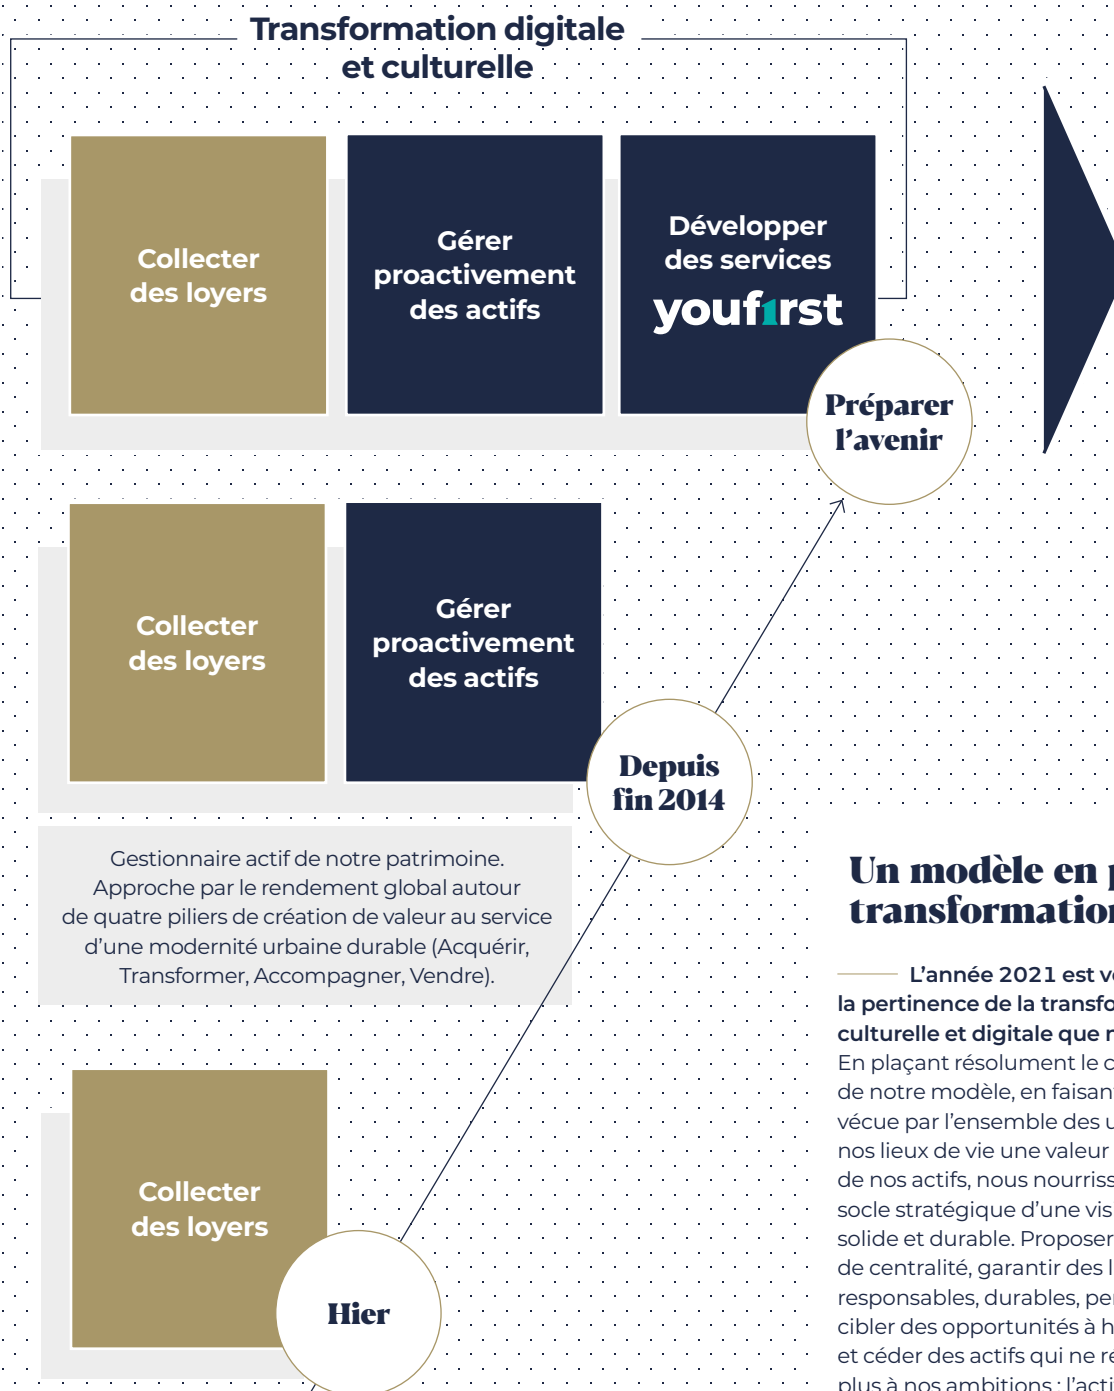 Transformation digitale
et culturelle
Collecter
des loyers
Gérer
proactivement
des actifs
Développer
des services
youf1rst
Préparer
l’avenir
Collecter
des loyers
Gérer
proactivement
des actifs
Depuis
fin 2014
Gestionnaire actif de notre patrimoine.
Approche par le rendement global autour
de quatre piliers de création de valeur au service
d’une modernité urbaine durable (Acquérir,
Transformer, Accompagner, Vendre).
Collecter
des loyers
Hier
Un modèle en
transformation
L’année 2021 est
la pertinence de la
culturelle et digitale que
En plaçant résolument le
de notre modèle, en faisant
vécue par l’ensemble des
nos lieux de vie une valeur
de nos actifs, nous
socle stratégique d’une
solide et durable. Proposer
de centralité, garantir des
responsables, durables,
cibler des opportunités à
et céder des actifs qui ne
plus à nos ambitions :